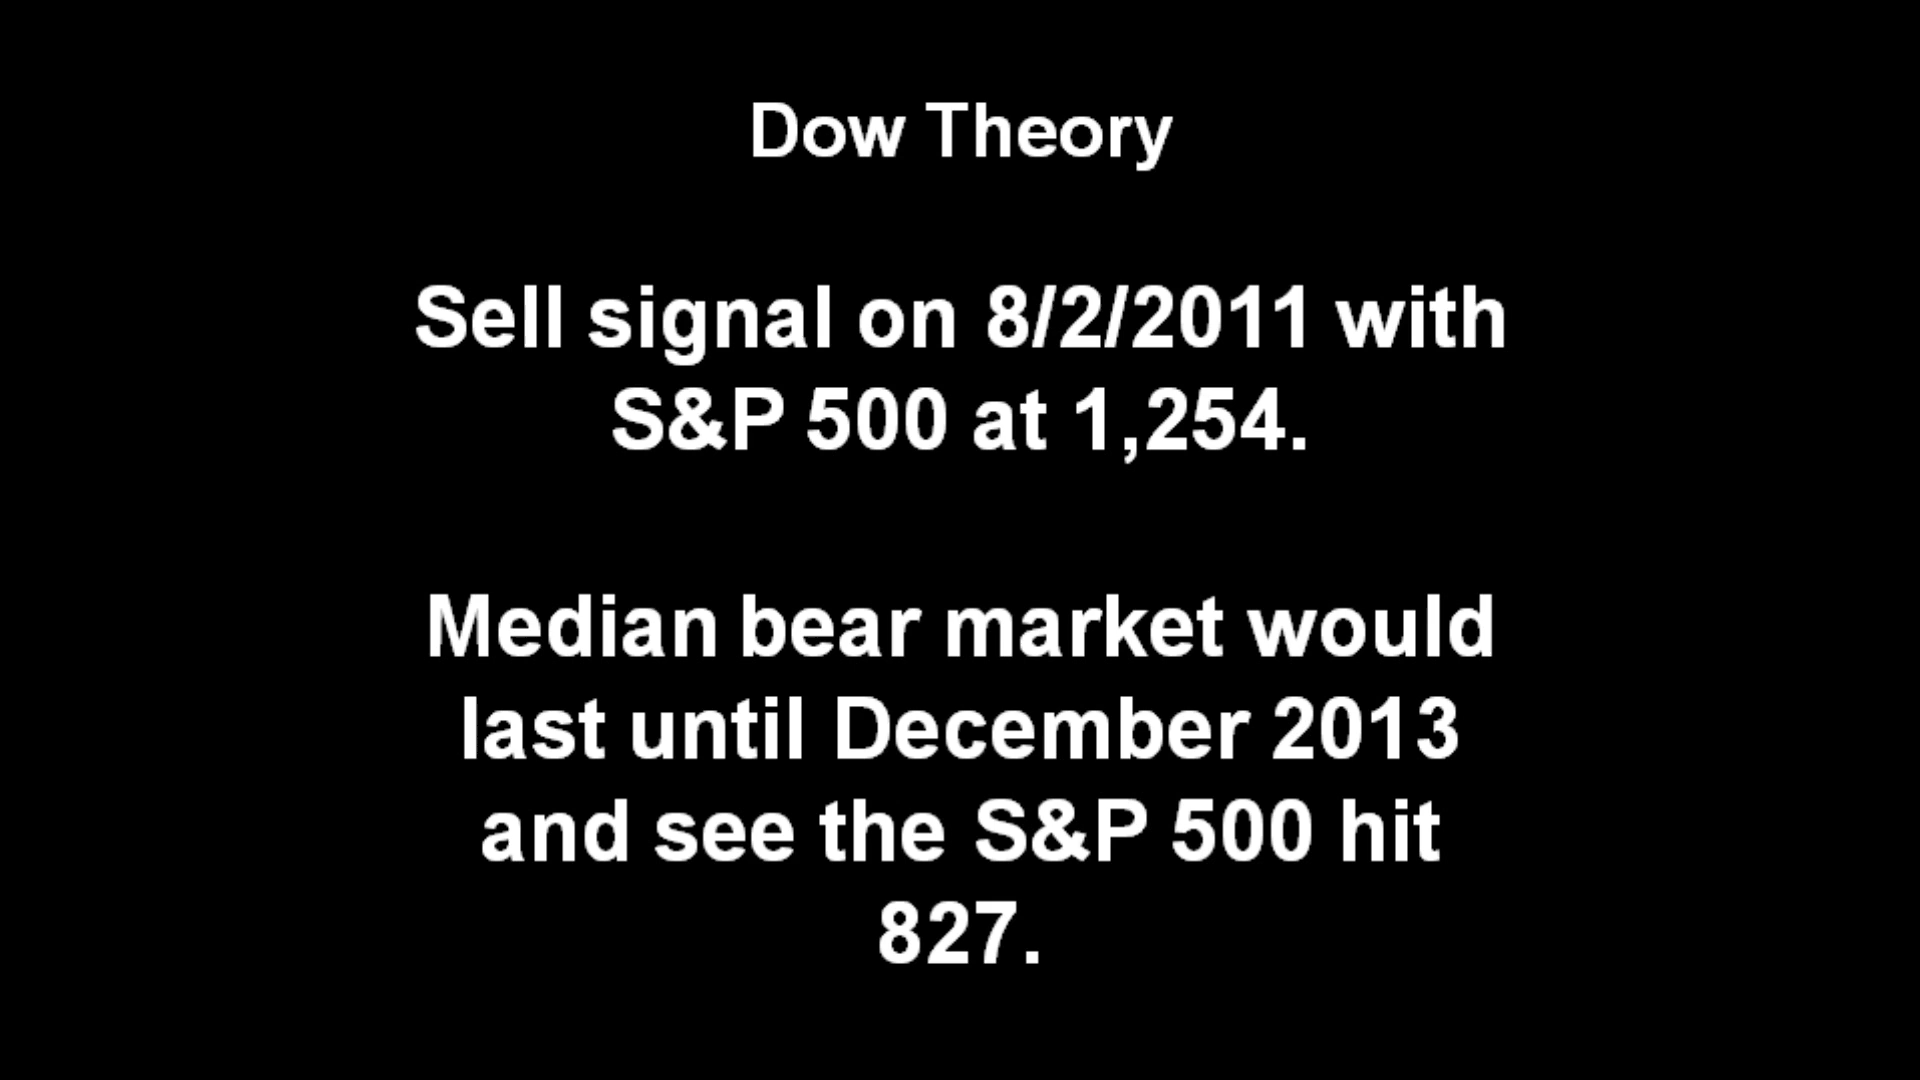 Dow Theory
Sell signal on 8/2/2011 with
S&P 500 at 1,254.
Median bear market would
last until December 2013
and see the S&P 500 hit
827.